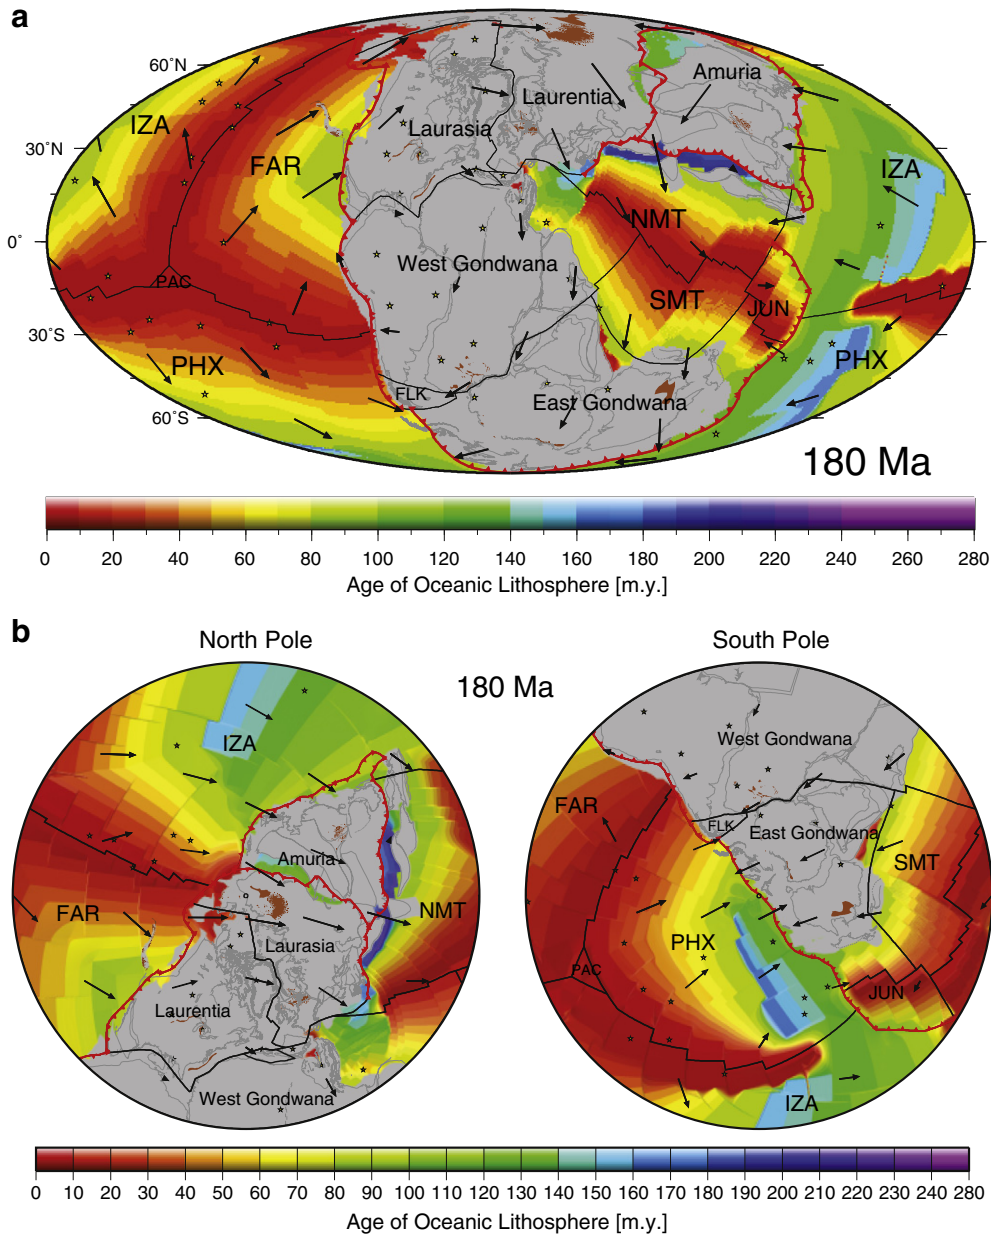 a
60˚N
30˚N
0˚
30˚S
60˚S
IZA
FAR
PAC
PHX
Laurasia
Laurentia
Amuria
West Gondwana
NMT
SMT
JUN
IZA
PHX
FLK
East Gondwana
180 Ma
0 20 40 60 80 100 120 140 160 180 200 220 240 260 280
Age of Oceanic Lithosphere [m.y.]
b
North Pole
South Pole
180 Ma
IZA
Amuria
FAR
NMT
Laurasia
Laurentia
West Gondwana
West Gondwana
FAR
FLK
East Gondwana
SMT
PHX
PAC
JUN
IZA
0 10 20 30 40 50 60 70 80 90 100 110 120 130 140 150 160 170 180 190 200 210 220 230 240 250 280
Age of Oceanic Lithosphere [m.y.]